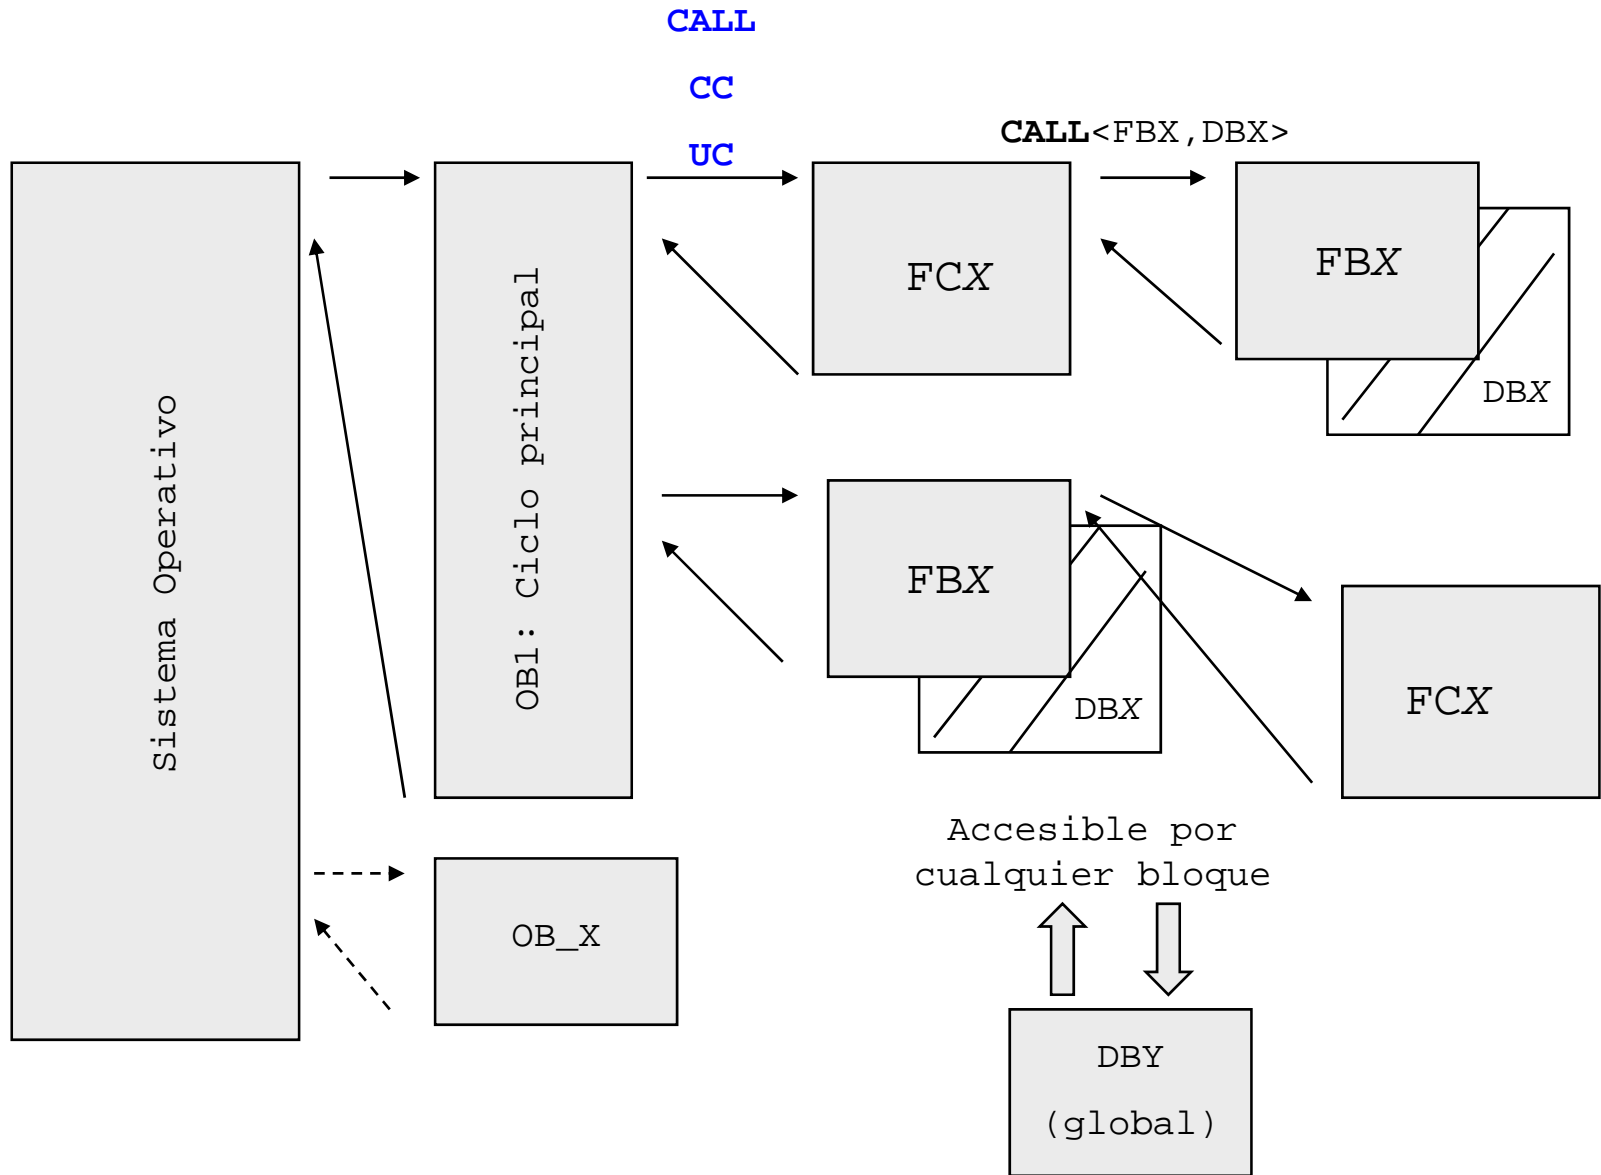 CALL
CC
UC
CALL<FBX,DBX>
Sistema Operativo
OB1: Ciclo principal
FCX
FBX
DBX
FBX
DBX
FCX
Accesible por
cualquier bloque
OB_X
DBY
(global)